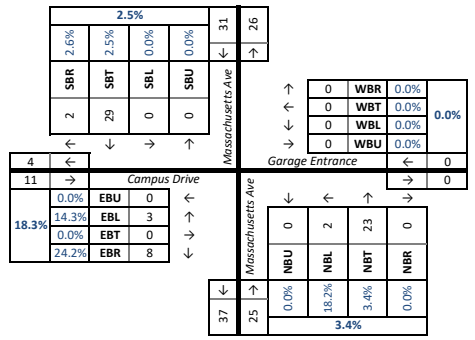 2.5% 31 26
2.6% 2.5% 0.0% 0.0% ↓ ↑
SBR SBT SBL SBU Massachusetts Ave
2 29 0 0
← ↓ → ↑
↑ 0 WBR 0.0%
← 0 WBT 0.0% 0.0%
↓ 0 WBL 0.0%
→ 0 WBU 0.0%
4 ← Garage Entrance ← 0
11 → Campus Drive → 0
18.3%
0.0% EBU 0 ←
14.3% EBL 3 ↑
0.0% EBT 0 →
24.2% EBR 8 ↓
Massachusetts Ave
↓ ← ↑ →
0 2 23 0
NBU NBL NBT NBR
↓ ↑ 0.0% 18.2% 3.4% 0.0%
37 25 3.4%